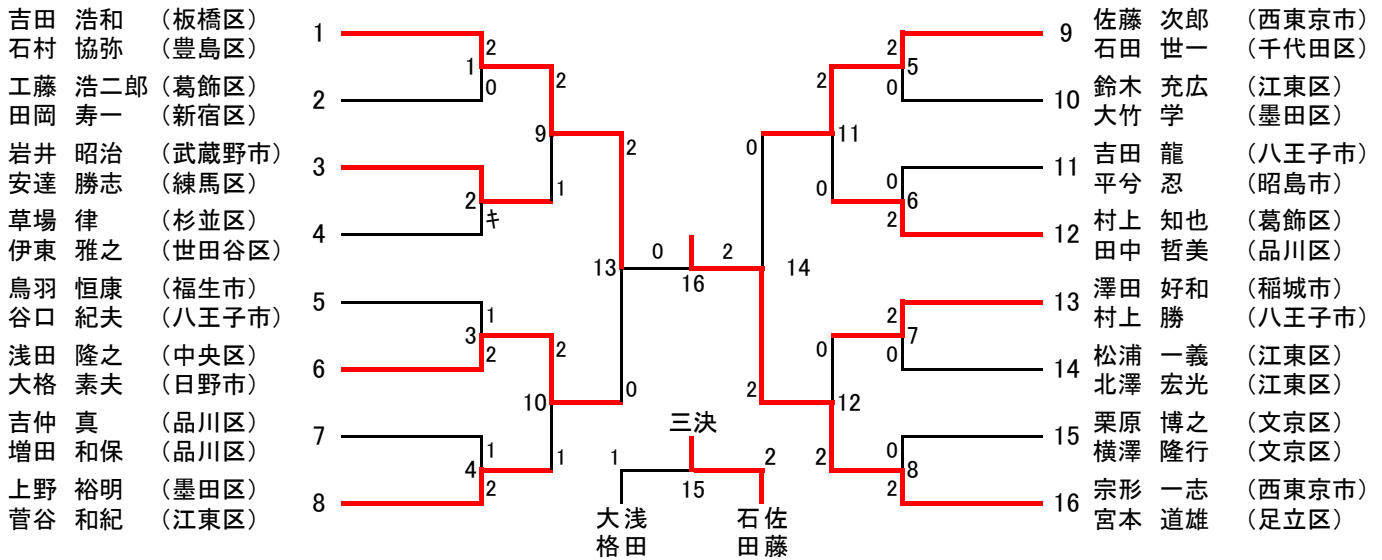 吉田 浩和 （板橋区）
石村 協弥 （豊島区）
1
工藤 浩二郎 （葛飾区）
田岡 寿一 （新宿区）
2
岩井 昭治 （武蔵野市）
安達 勝志 （練馬区）
3
草場 律 （杉並区）
伊東 雅之 （世田谷区）
4
鳥羽 恒康 （福生市）
谷口 紀夫 （八王子市）
5
浅田 隆之 （中央区）
大格 素夫 （日野市）
6
吉仲 真 （品川区）
増田 和保 （品川区）
7
上野 裕明 （墨田区）
菅谷 和紀 （江東区）
8
2
1
0
2
9
1
2
キ
2
13
0
1
3
2
2
10
1
1
4
2
0
16
2
三決
1
15
2
大格
浅田
石田
佐藤
0
14
2
2
11
0
0
12
2
2
5
0
0
6
2
2
7
0
0
8
2
9
佐藤 次郎 （西東京市）
石田 世一 （千代田区）
10
鈴木 充広 （江東区）
大竹 学 （墨田区）
11
吉田 龍 （八王子市）
平兮 忍 （昭島市）
12
村上 知也 （葛飾区）
田中 哲美 （品川区）
13
澤田 好和 （稲城市）
村上 勝 （八王子市）
14
松浦 一義 （江東区）
北澤 宏光 （江東区）
15
栗原 博之 （文京区）
横澤 隆行 （文京区）
16
宗形 一志 （西東京市）
宮本 道雄 （足立区）